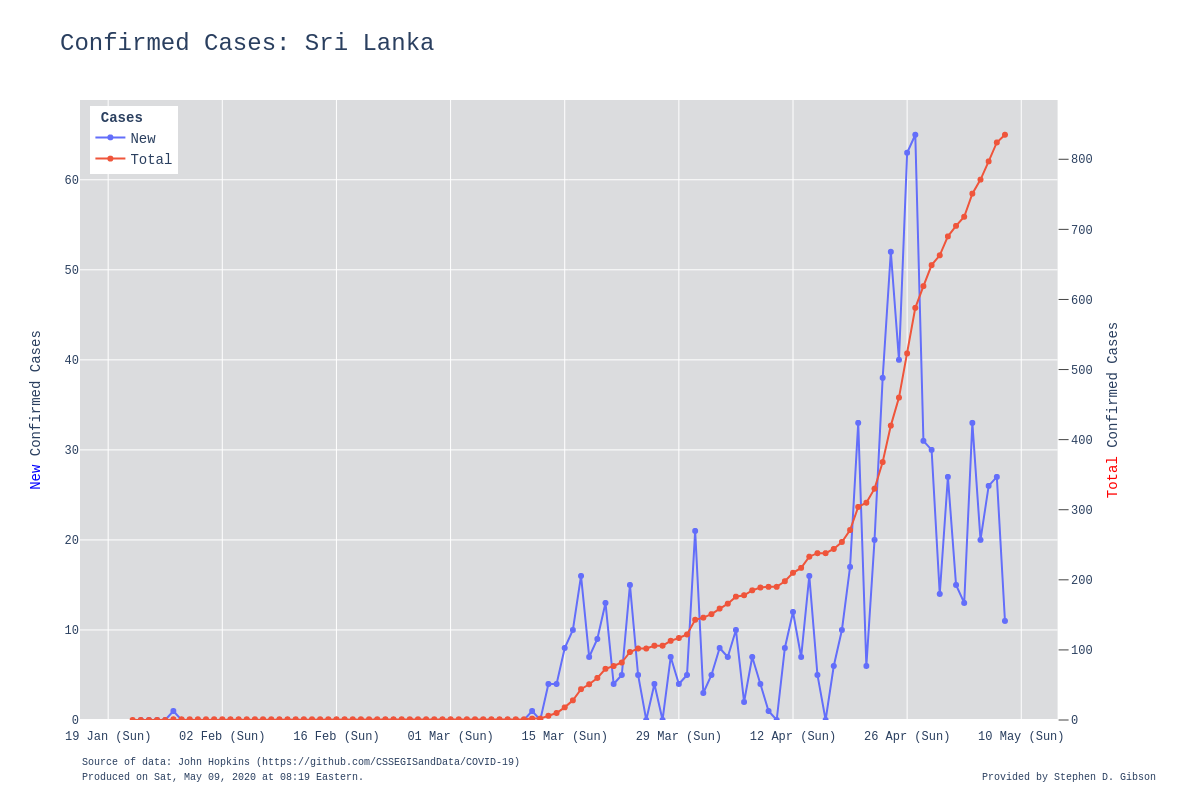 Confirmed Cases: Sri Lanka
Cases
New
Total
60
50
40
30
20
10
0
New Confirmed Cases
800
700
600
500
400
300
200
100
0
Total Confirmed Cases
19 Jan (Sun) 02 Feb (Sun) 16 Feb (Sun) 01 Mar (Sun) 15 Mar (Sun) 29 Mar (Sun) 12 Apr (Sun) 26 Apr (Sun) 10 May (Sun)
Source of data: John Hopkins (https://github.com/CSSEGISandData/COVID-19)
Produced on Sat, May 09, 2020 at 08:19 Eastern.
Provided by Stephen D. Gibson